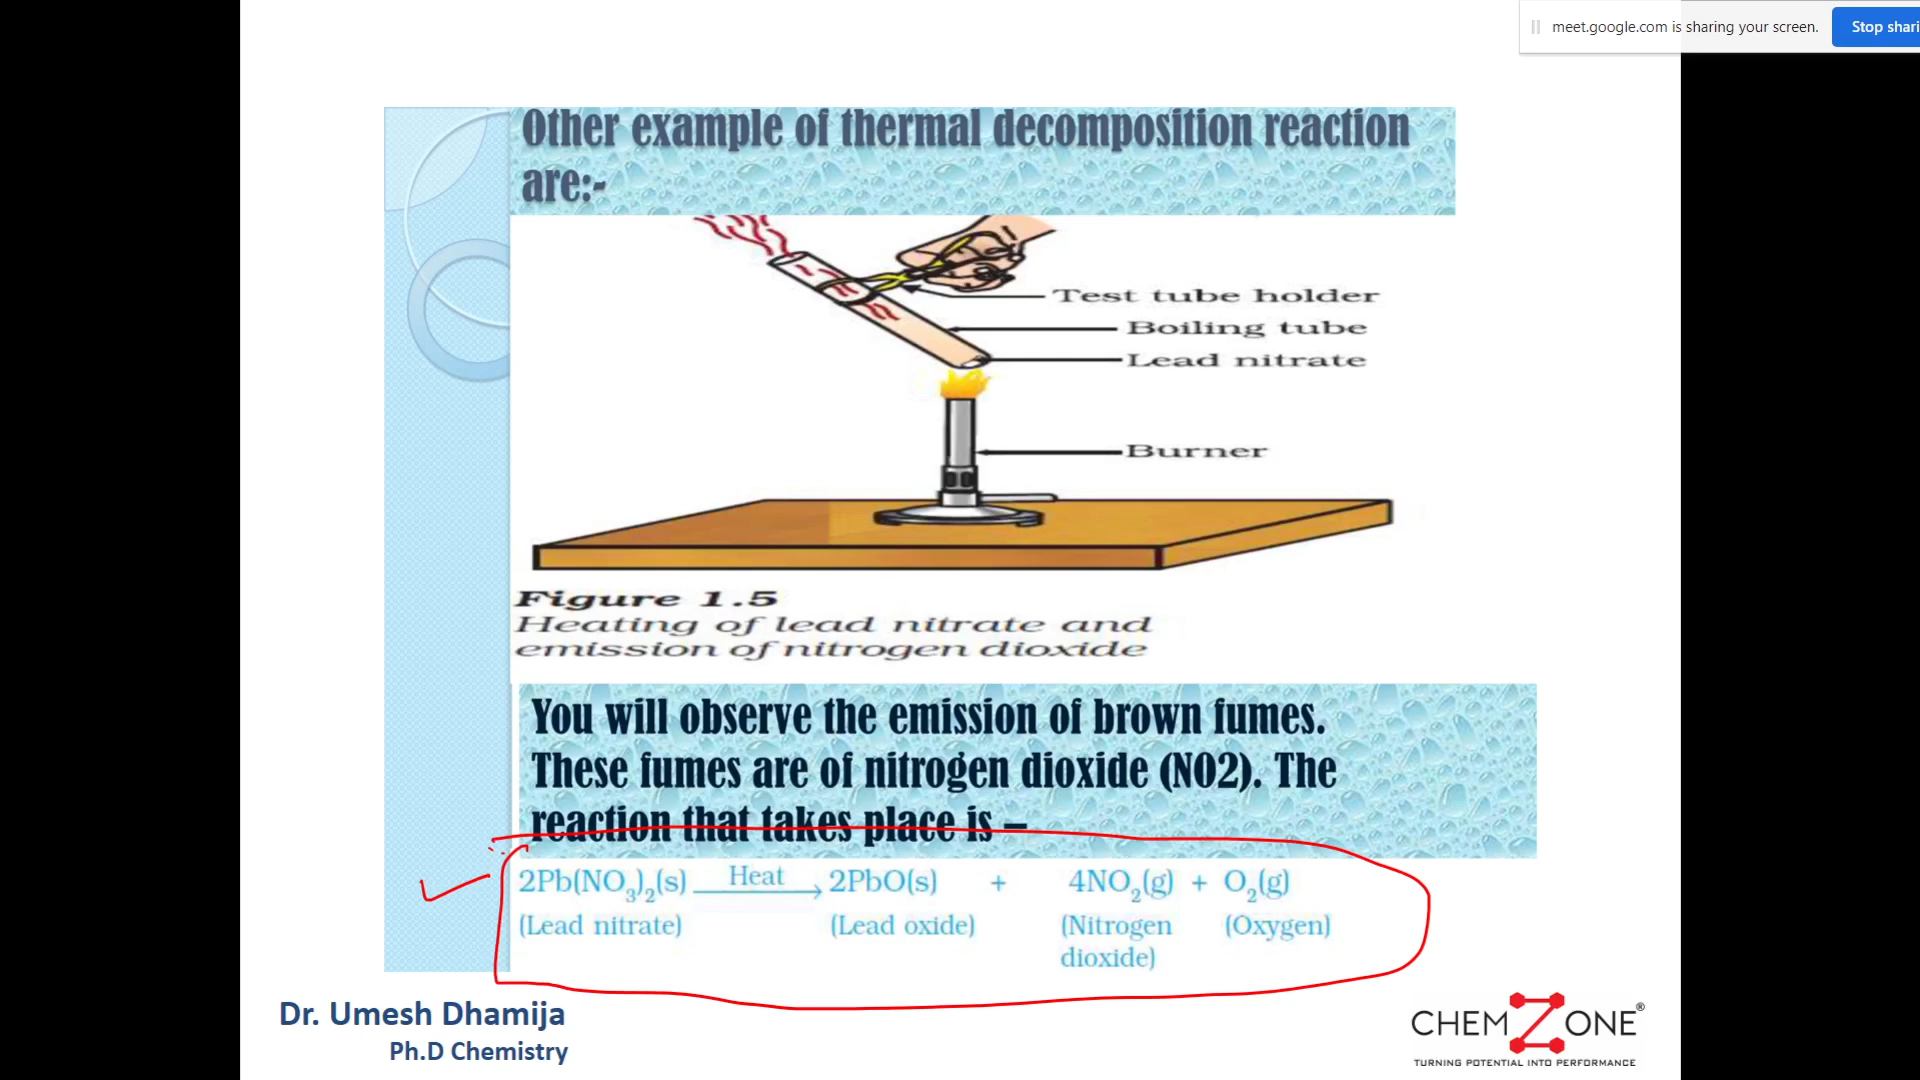 meet.google.com is sharing your screen.
Stop shari
Other example of thermal decomposition reaction
are:-
Test tube holder
Boiling tube
Lead nitrate
Burner
Figure 1.5
Heating of lead nitrate and
emission of nitrogen dioxide
You will observe the emission of brown fumes.
These fumes are of nitrogen dioxide (NO2). The
reaction that takes place is –
2Pb(NO₃)₂(s) Heat → 2PbO(s) + 4NO₂(g) + O₂(g)
(Lead nitrate) (Lead oxide) (Nitrogen (Oxygen)
dioxide)
Dr. Umesh Dhamija
Ph.D Chemistry
CHEMZONE®
TURNING POTENTIAL INTO PERFORMANCE